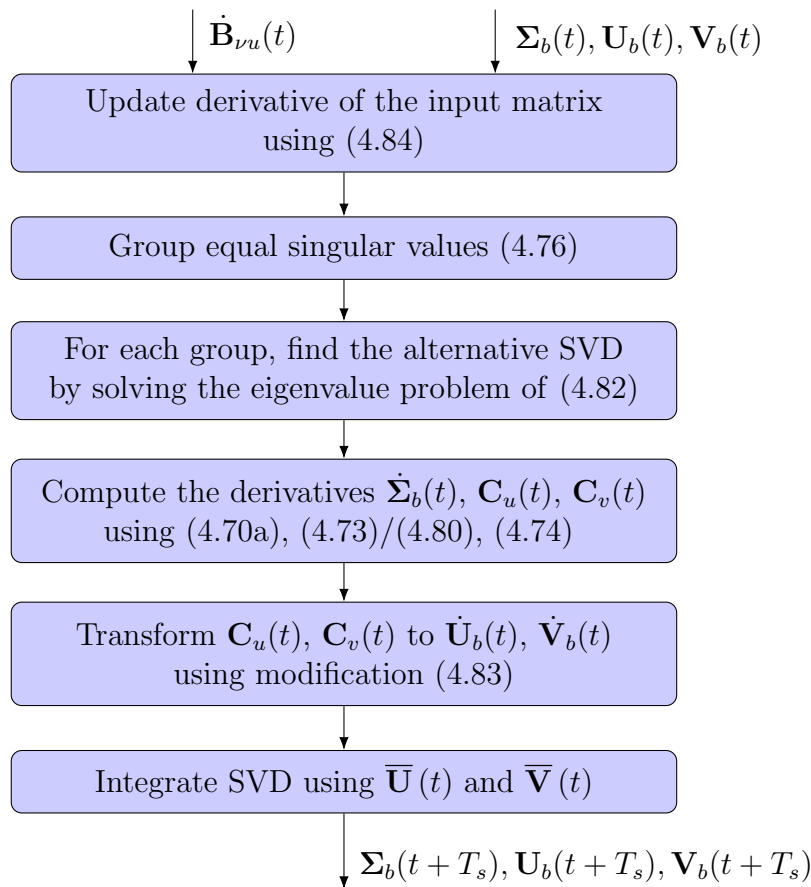 Ḃ_νu(t)
Σ_b(t), U_b(t), V_b(t)
Update derivative of the input matrix
using (4.84)
Group equal singular values (4.76)
For each group, find the alternative SVD
by solving the eigenvalue problem of (4.82)
Compute the derivatives Σ̇_b(t), C_u(t), C_v(t)
using (4.70a), (4.73)/(4.80), (4.74)
Transform C_u(t), C_v(t) to U̇_b(t), V̇_b(t)
using modification (4.83)
Integrate SVD using U̅(t) and V̅(t)
Σ_b(t + T_s), U_b(t + T_s), V_b(t + T_s)